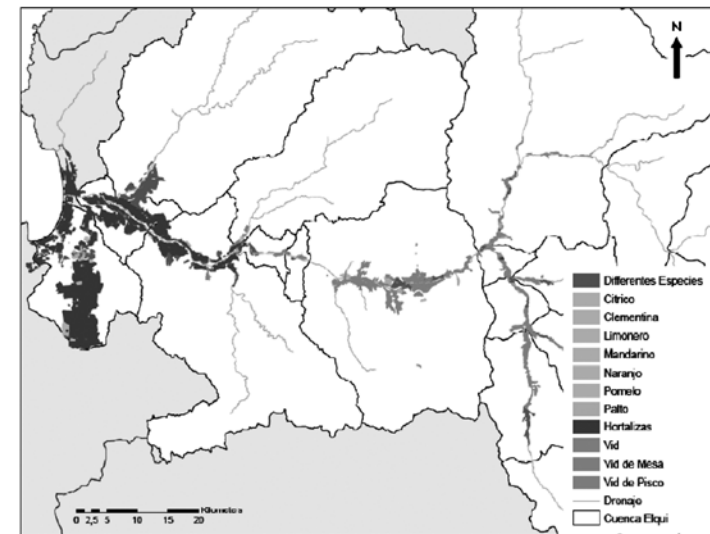 N
Differentes Especies
Citrico
Clementina
Limonero
Mandarino
Naranjo
Pomelo
Palto
Hortalizas
Vid
Vid de Mesa
Vid de Pisco
Drenaje
Cuenca Elqui
Kilometos
0 2,5 5 10 15 20